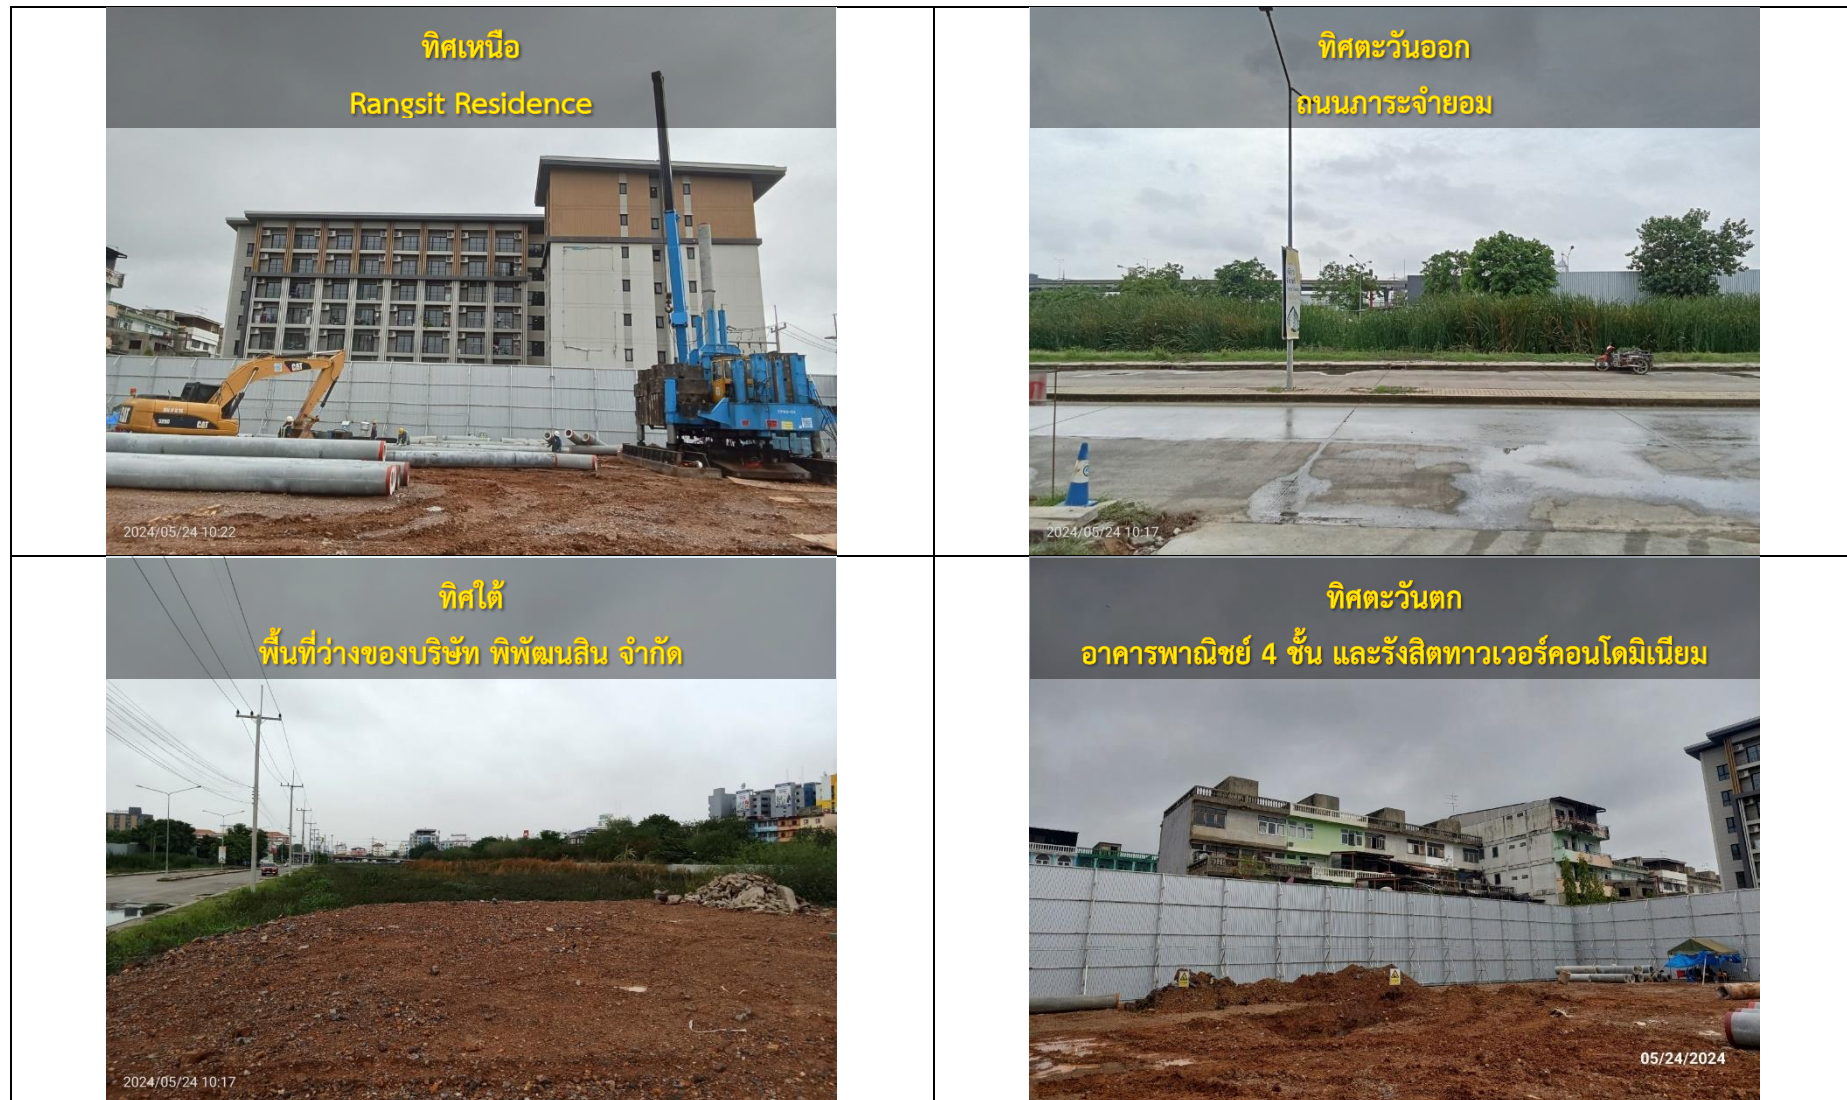 ทิศเหนือ
Rangsit Residence
CAT
CAT
2024/05/24 10:22
ทิศตะวันออก
ถนนภาระจำยอม
2024/05/24 10:17
ทิศใต้
พื้นที่ว่างของบริษัท พิพัฒนสิน จำกัด
2024/05/24 10:17
ทิศตะวันตก
อาคารพาณิชย์ 4 ชั้น และรังสิตทาวเวอร์คอนโดมิเนียม
05/24/2024